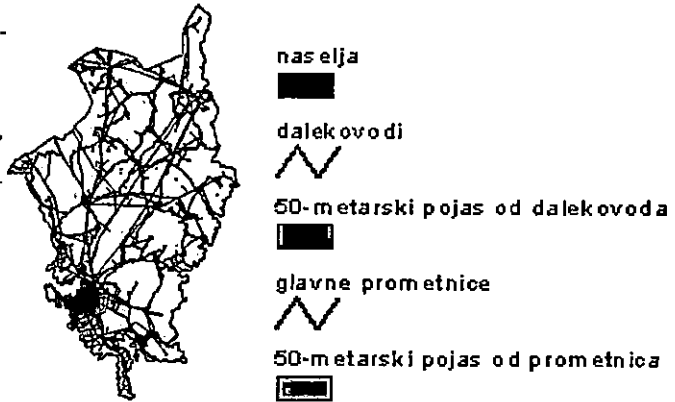 naselja
dalekovodi
50-metarski pojas od dalekovoda
glavne prometnice
50-metarski pojas od prometnica